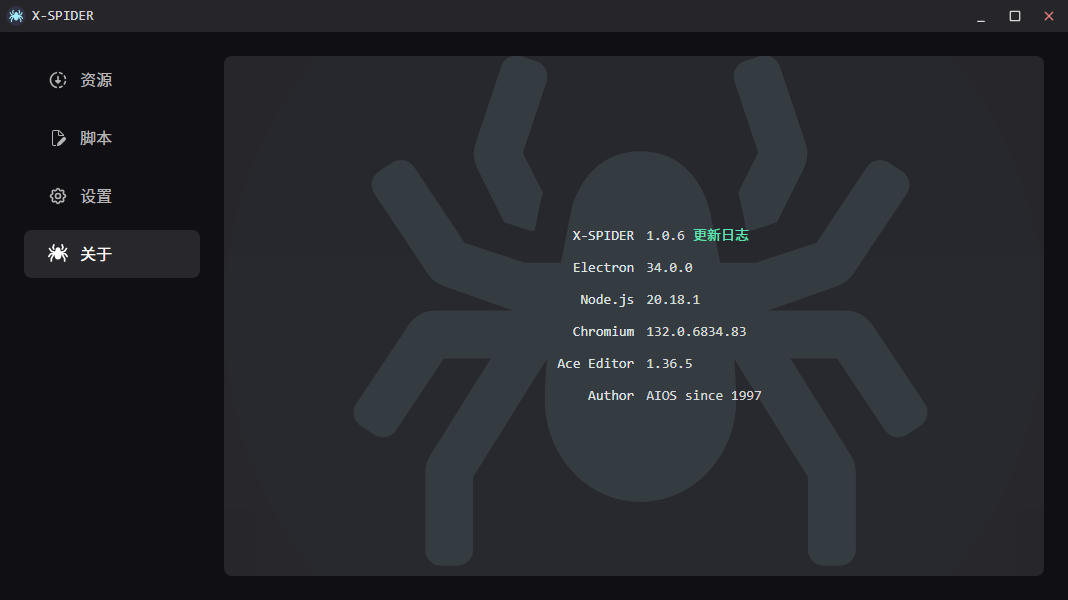 X-SPIDER
资源
脚本
设置
关于
X-SPIDER 1.0.6 更新日志
Electron 34.0.0
Node.js 20.18.1
Chromium 132.0.6834.83
Ace Editor 1.36.5
Author AIOS since 1997